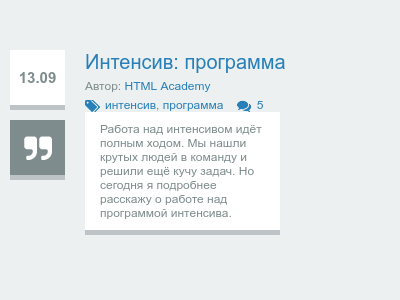 13.09
Интенсив: программа
Автор: HTML Academy
интенсив, программа 5
Работа над интенсивом идёт
полным ходом. Мы нашли
крутых людей в команду и
решили ещё кучу задач. Но
сегодня я подробнее
расскажу о работе над
программой интенсива.